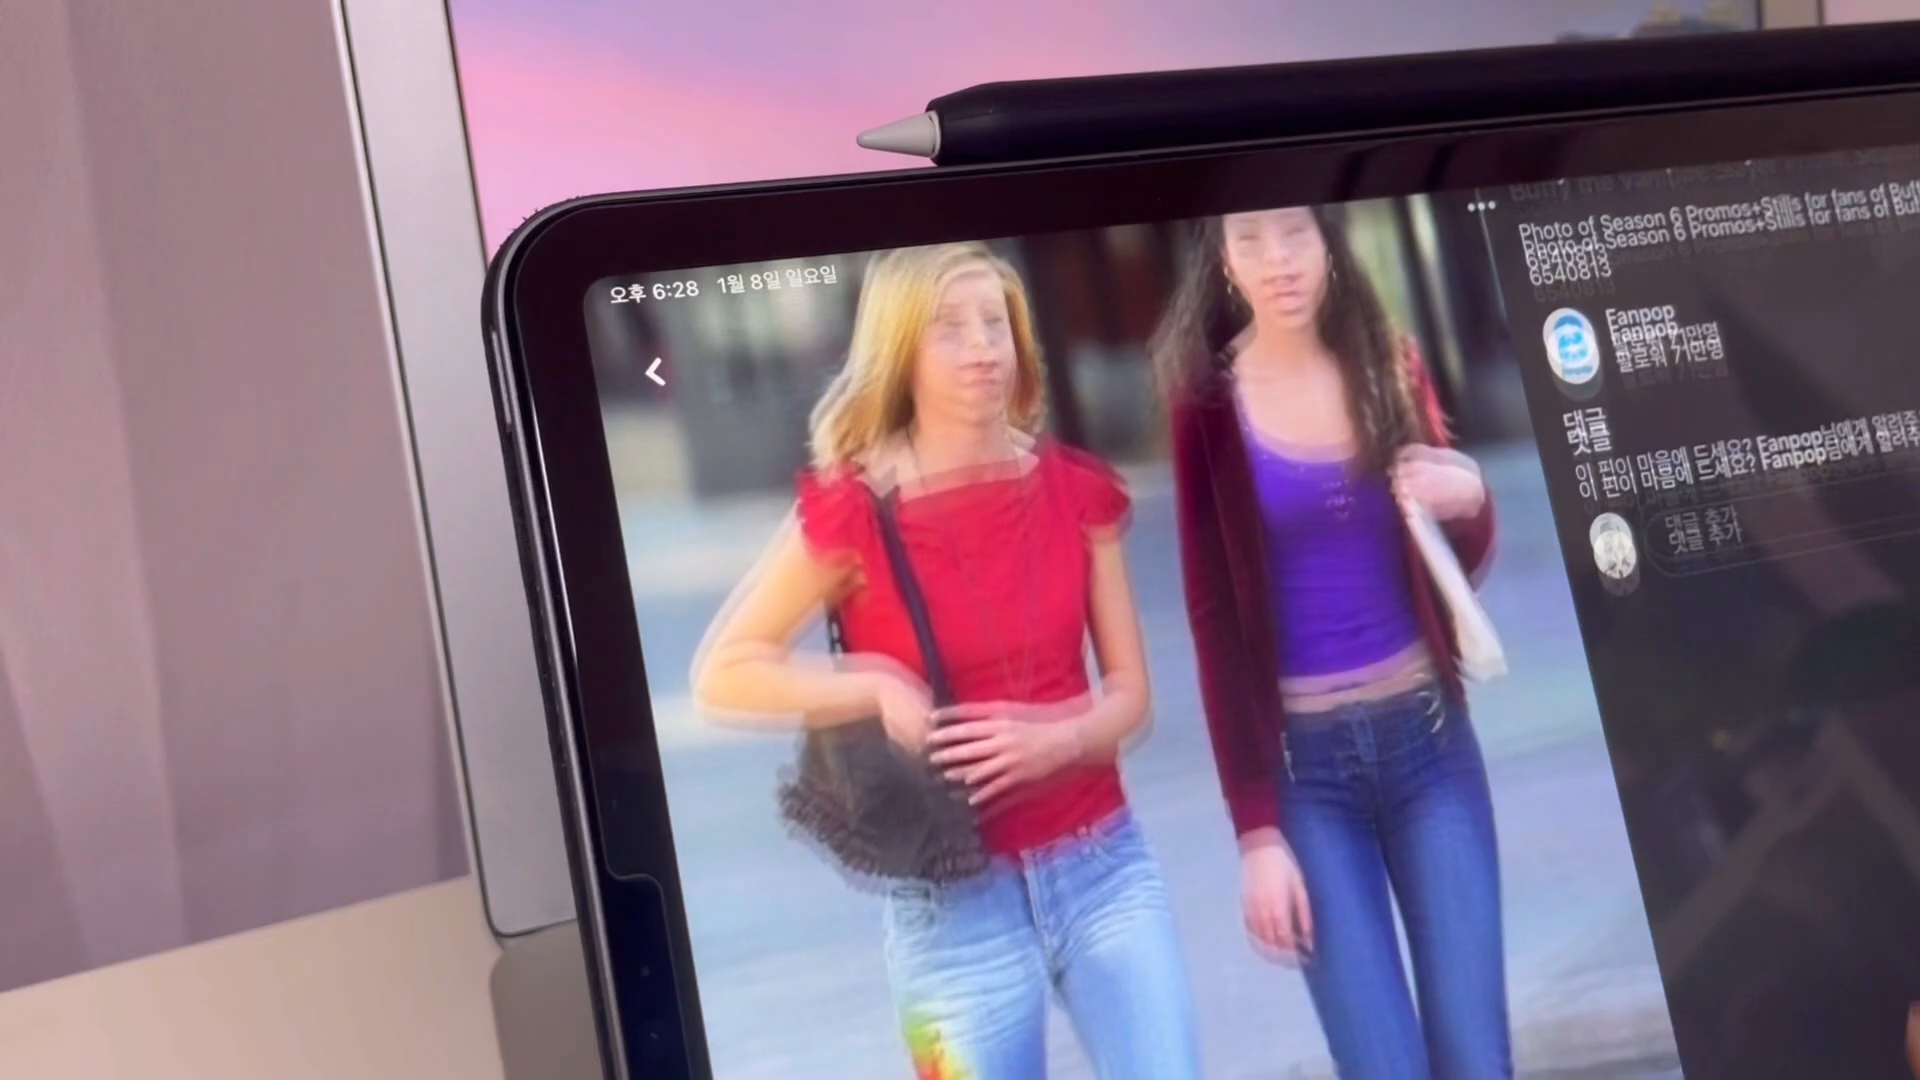 오후 6:28 1월 8일 일요일
Photo of Season 6 Promos+Stills for fans of Buff
6540813
Fanpop
팔로워 71만명
댓글
이 핀이 마음에 드세요? Fanpop님에게 알려주
댓글 추가